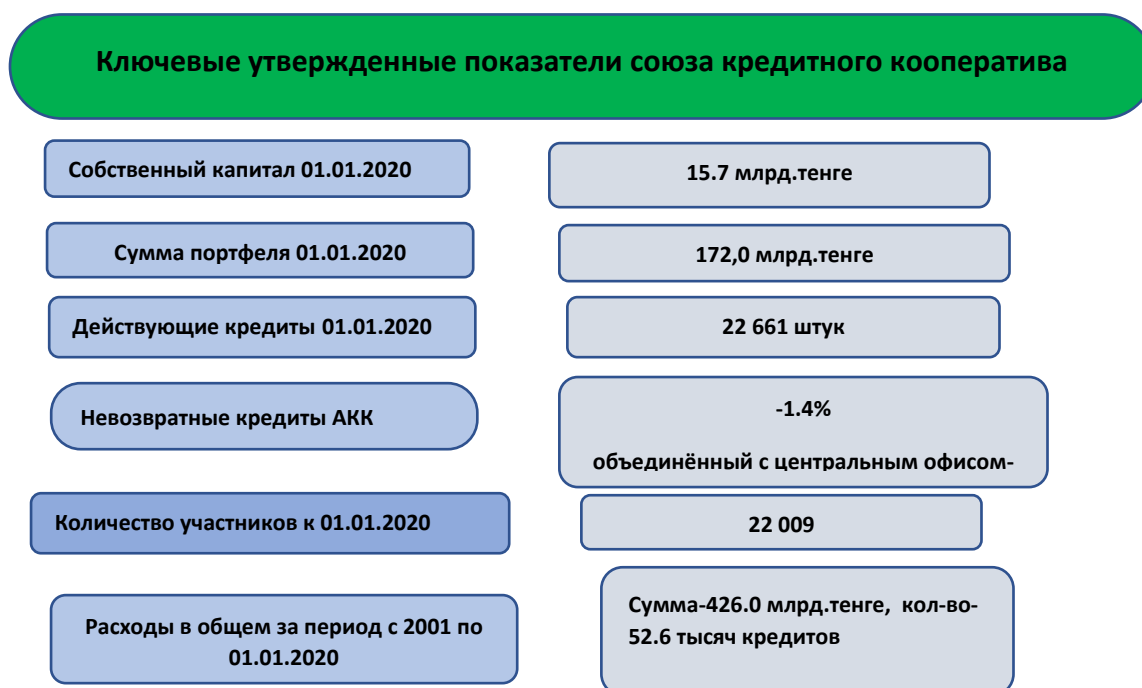 Ключевые утвержденные показатели союза кредитного кооператива
Собственный капитал 01.01.2020
15.7 млрд.тенге
Сумма портфеля 01.01.2020
172,0 млрд.тенге
Действующие кредиты 01.01.2020
22 661 штук
Невозвратные кредиты АКК
-1.4%
объединённый с центральным офисом-
Количество участников к 01.01.2020
22 009
Расходы в общем за период с 2001 по
01.01.2020
Сумма-426.0 млрд.тенге, кол-во-
52.6 тысяч кредитов